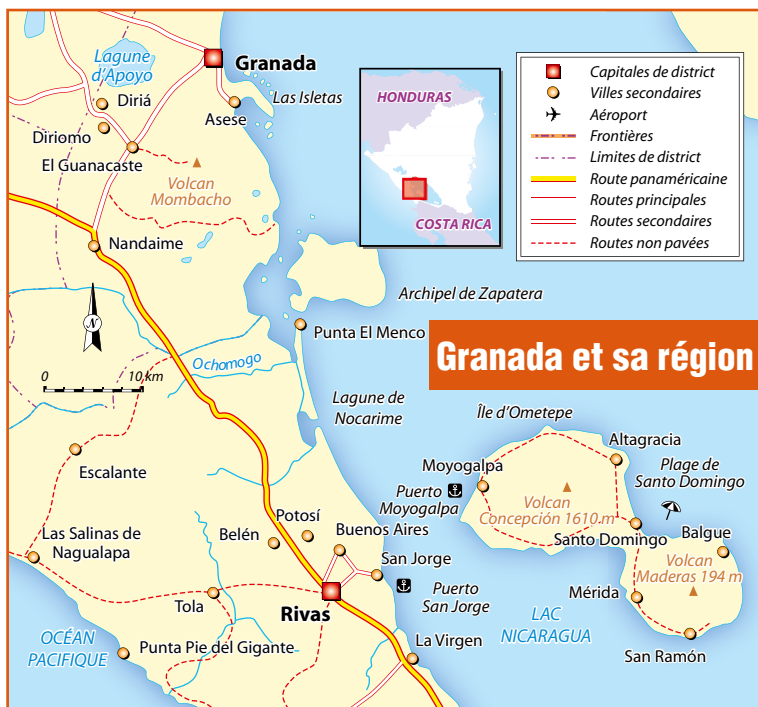 Lagune
d'Apoyo
Granada
Las Isletas
Diriá
Asese
Diriomo
El Guanacaste
Volcan
Mombacho
Nandaime
HONDURAS
COSTA RICA
Capitales de district
Villes secondaires
Aéroport
Frontières
Limites de district
Route panaméricaine
Routes principales
Routes secondaires
Routes non pavées
Archipel de Zapatera
N
Punta El Menco
Granada et sa région
Ochomogo
0 10 km
Lagune de
Nocarime
Île d'Ometepe
Altagracia
Escalante
Moyogalpa
Plage de
Santo Domingo
Puerto
Moyogalpa
Volcan
Concepción 1610 m
Potosí
Buenos Aires
Belén
Santo Domingo
Balgue
Las Salinas de
Nagualapa
San Jorge
Volcan
Maderas 194 m
Puerto
San Jorge
Mérida
Tola
Rivas
LAC
NICARAGUA
OCÉAN
PACIFIQUE
Punta Pie del Gigante
La Virgen
San Ramón